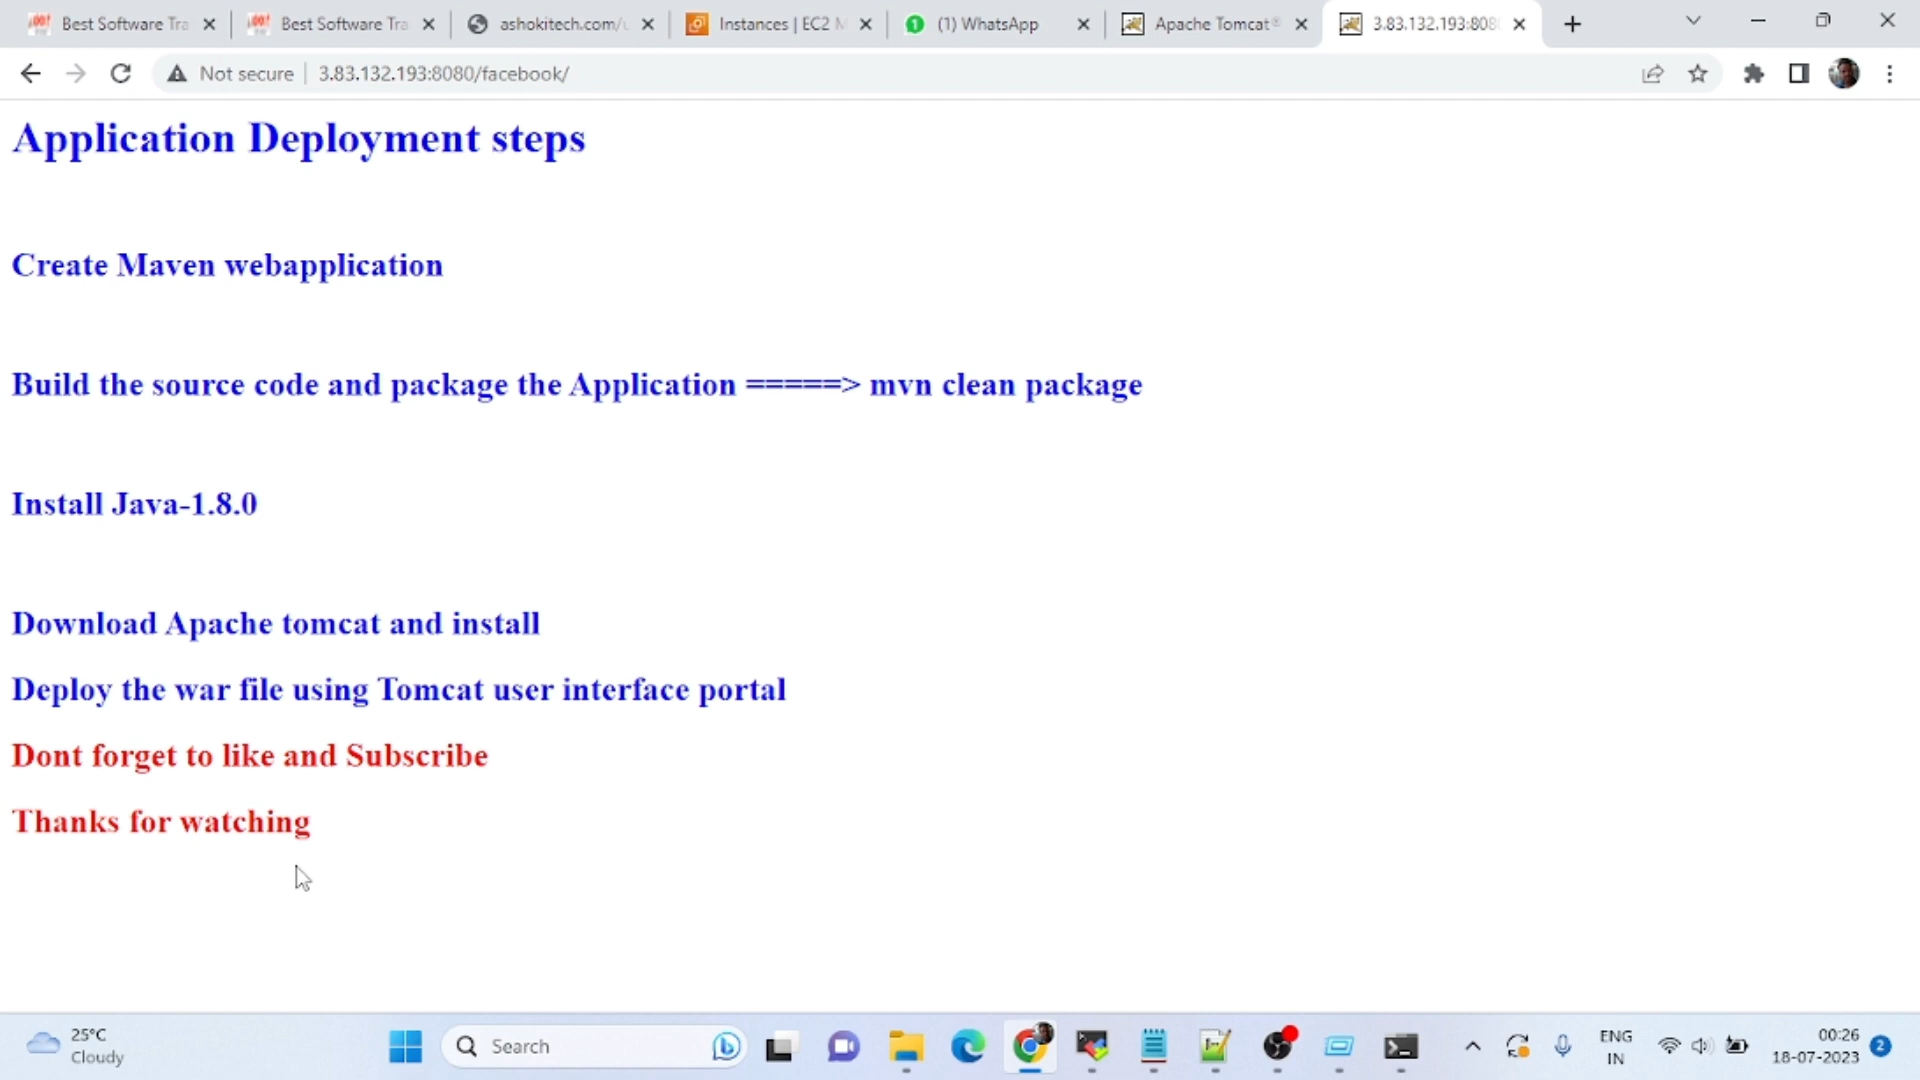 Best Software Tra
Best Software Tra
ashokitech.com/
Instances | EC2 M
(1) WhatsApp
Apache Tomcat®
3.83.132.193:808
Not secure
3.83.132.193:8080/facebook/
Application Deployment steps
Create Maven webapplication
Build the source code and package the Application =====> mvn clean package
Install Java-1.8.0
Download Apache tomcat and install
Deploy the war file using Tomcat user interface portal
Dont forget to like and Subscribe
Thanks for watching
25°C
Cloudy
Search
ENG
IN
00:26
18-07-2023
2